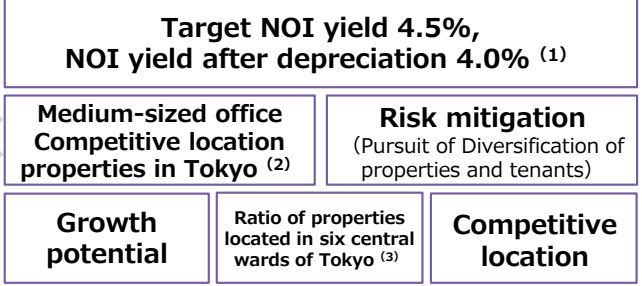 Target NOI yield 4.5%,
NOI yield after depreciation 4.0% (1)
Medium-sized office
Competitive location
properties in Tokyo (2)
Risk mitigation
(Pursuit of Diversification of
properties and tenants)
Growth
potential
Ratio of properties
located in six central
wards of Tokyo (3)
Competitive
location